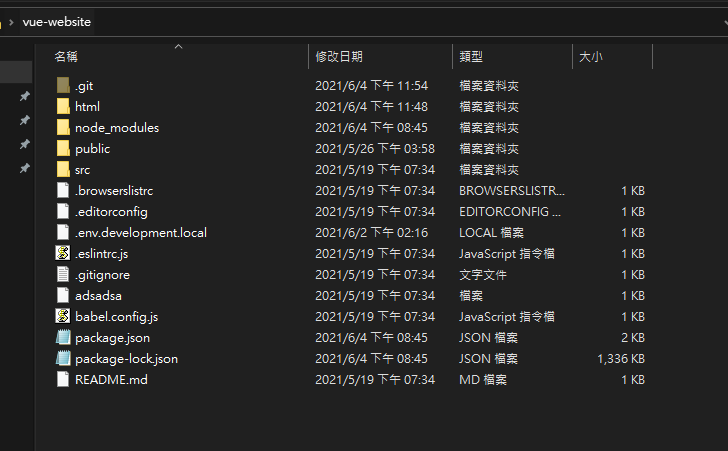 vue-website
名稱 修改日期 類型 大小
.git 2021/6/4 下午 11:54 檔案資料夾
html 2021/6/4 下午 11:48 檔案資料夾
node_modules 2021/6/4 下午 08:45 檔案資料夾
public 2021/5/26 下午 03:58 檔案資料夾
src 2021/5/19 下午 07:34 檔案資料夾
.browserslistrc 2021/5/19 下午 07:34 BROWSERSLISTR... 1 KB
.editorconfig 2021/5/19 下午 07:34 EDITORCONFIG ... 1 KB
.env.development.local 2021/6/2 下午 02:16 LOCAL 檔案 1 KB
.eslintrc.js 2021/5/19 下午 07:34 JavaScript 指令檔 1 KB
.gitignore 2021/5/19 下午 07:34 文字文件 1 KB
adsadsa 2021/5/19 下午 07:34 檔案 1 KB
babel.config.js 2021/5/19 下午 07:34 JavaScript 指令檔 1 KB
package.json 2021/6/4 下午 08:45 JSON 檔案 2 KB
package-lock.json 2021/6/4 下午 08:45 JSON 檔案 1,336 KB
README.md 2021/5/19 下午 07:34 MD 檔案 1 KB